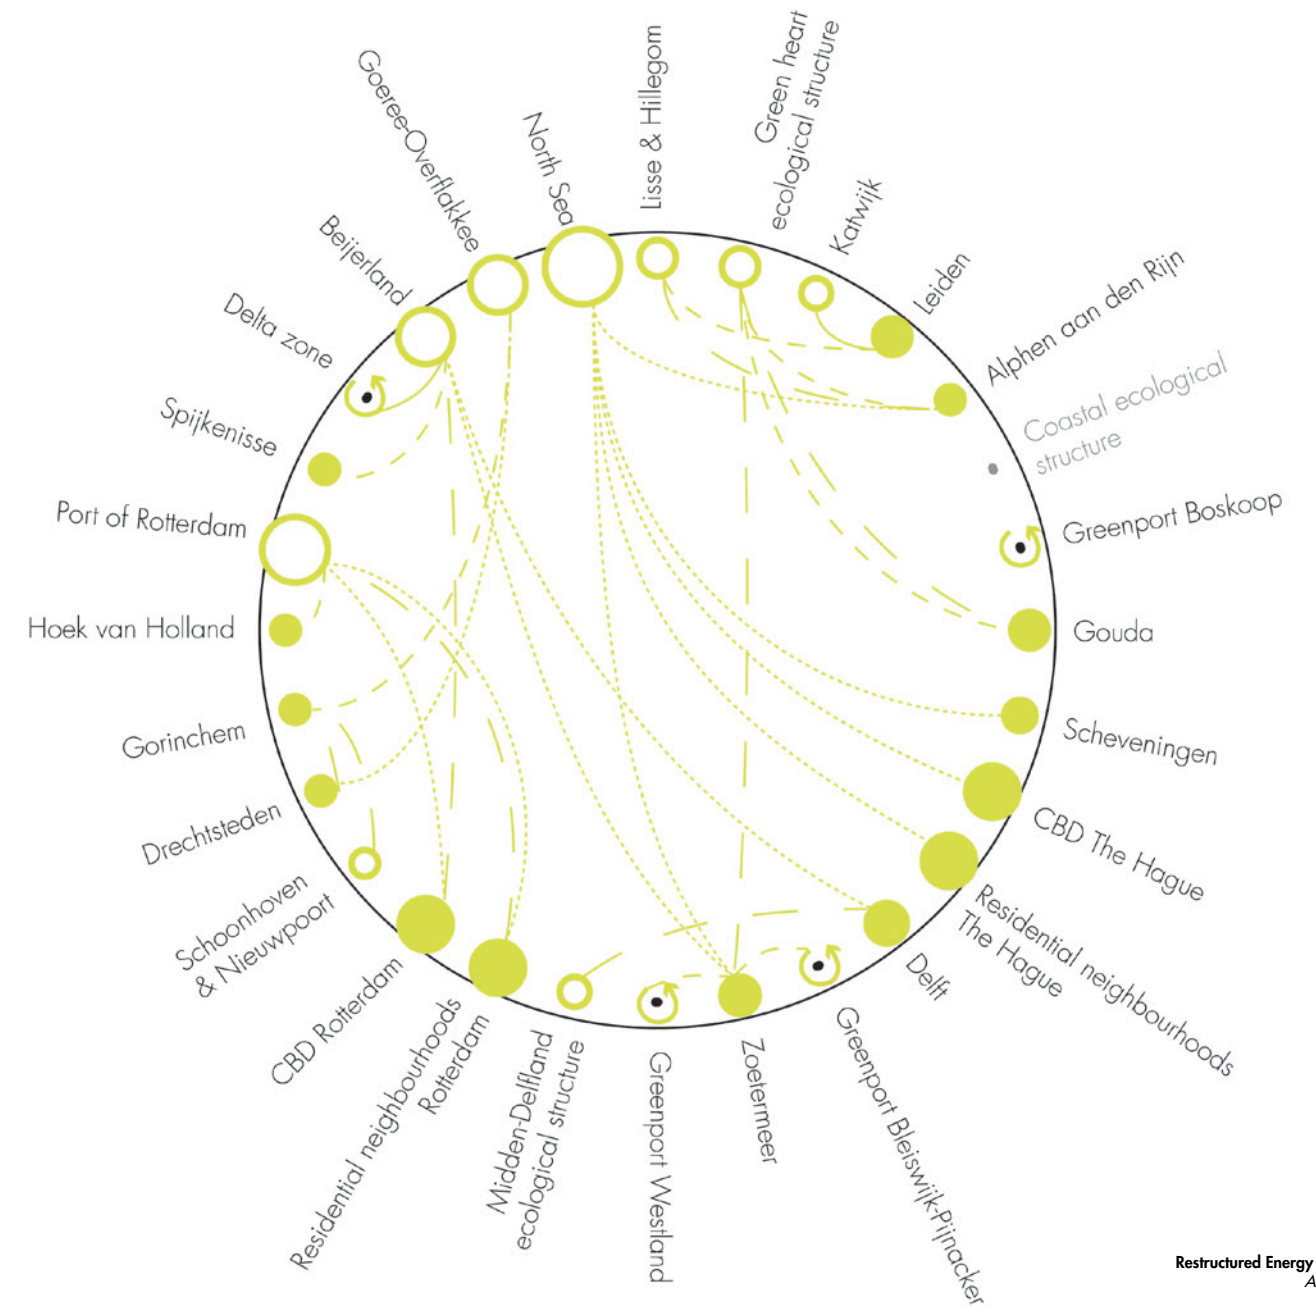 Lisse & Hillegom
Green heart
ecological structure
Katwijk
Leiden
Alphen aan den Rijn
Coastal ecological
structure
Greenport Boskoop
Gouda
Scheveningen
CBD The Hague
Residential neighbourhoods
The Hague
Delft
Greenport Bleiswijk-Pijnacker
Zoetermeer
Greenport Westland
Midden-Delfland
ecological structure
Residential neighbourhoods
Rotterdam
CBD Rotterdam
Schoonhoven
& Nieuwpoort
Drechtsteden
Gorinchem
Hoek van Holland
Port of Rotterdam
Spijkenisse
Delta zone
Beijerland
Goeree-Overflakkee
North Sea
Restructured Energy
A